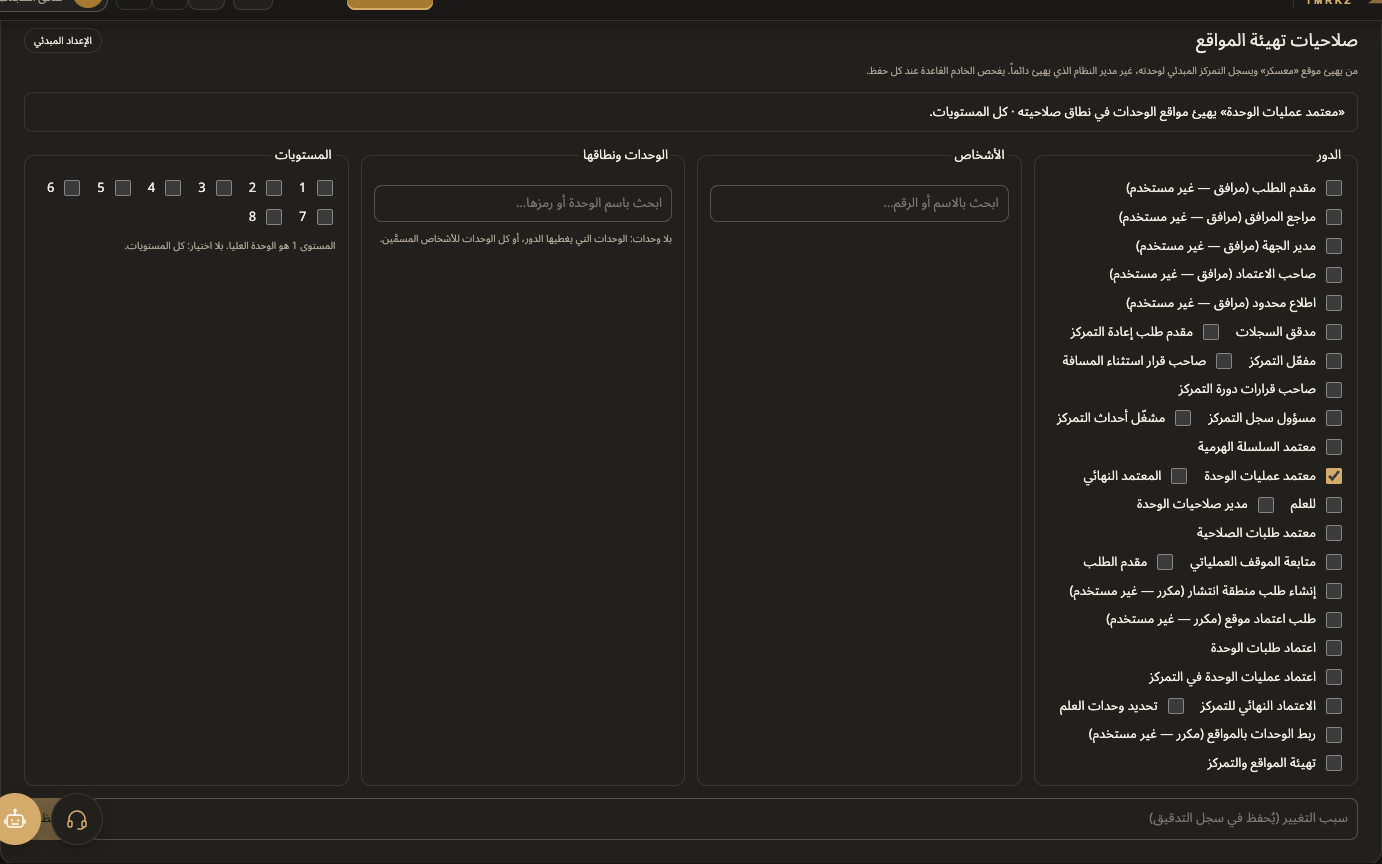 TMRKZ
صلاحيات تهيئة المواقع
الإعداد المبدئي
من يهيئ موقع «معسكر» ويسجل التمركز المبدئي لوحدته، غير مدير النظام الذي يهيئ دائماً. يفحص الخادم القاعدة عند كل حفظ.
«معتمد عمليات الوحدة» يهيئ مواقع الوحدات في نطاق صلاحيته · كل المستويات.
الدور
مقدم الطلب (مرافق — غير مستخدم)
مراجع المرافق (مرافق — غير مستخدم)
مدير الجهة (مرافق — غير مستخدم)
صاحب الاعتماد (مرافق — غير مستخدم)
اطلاع محدود (مرافق — غير مستخدم)
مدقق السجلات مقدم طلب إعادة التمركز
مفعّل التمركز صاحب قرار استثناء المسافة
صاحب قرارات دورة التمركز
مسؤول سجل التمركز مشغّل أحداث التمركز
معتمد السلسلة الهرمية
معتمد عمليات الوحدة المعتمد النهائي
للعلم مدير صلاحيات الوحدة
معتمد طلبات الصلاحية
متابعة الموقف العملياتي مقدم الطلب
إنشاء طلب منطقة انتشار (مكرر — غير مستخدم)
طلب اعتماد موقع (مكرر — غير مستخدم)
اعتماد طلبات الوحدة
اعتماد عمليات الوحدة في التمركز
الاعتماد النهائي للتمركز تحديد وحدات العلم
ربط الوحدات بالمواقع (مكرر — غير مستخدم)
تهيئة المواقع والتمركز
الأشخاص
ابحث بالاسم أو الرقم...
الوحدات ونطاقها
ابحث باسم الوحدة أو رمزها...
بلا وحدات: الوحدات التي يغطيها الدور، أو كل الوحدات للأشخاص المسمَّين.
المستويات
1 2 3 4 5 6
7 8
المستوى 1 هو الوحدة العليا. بلا اختيار: كل المستويات.
سبب التغيير (يُحفظ في سجل التدقيق)